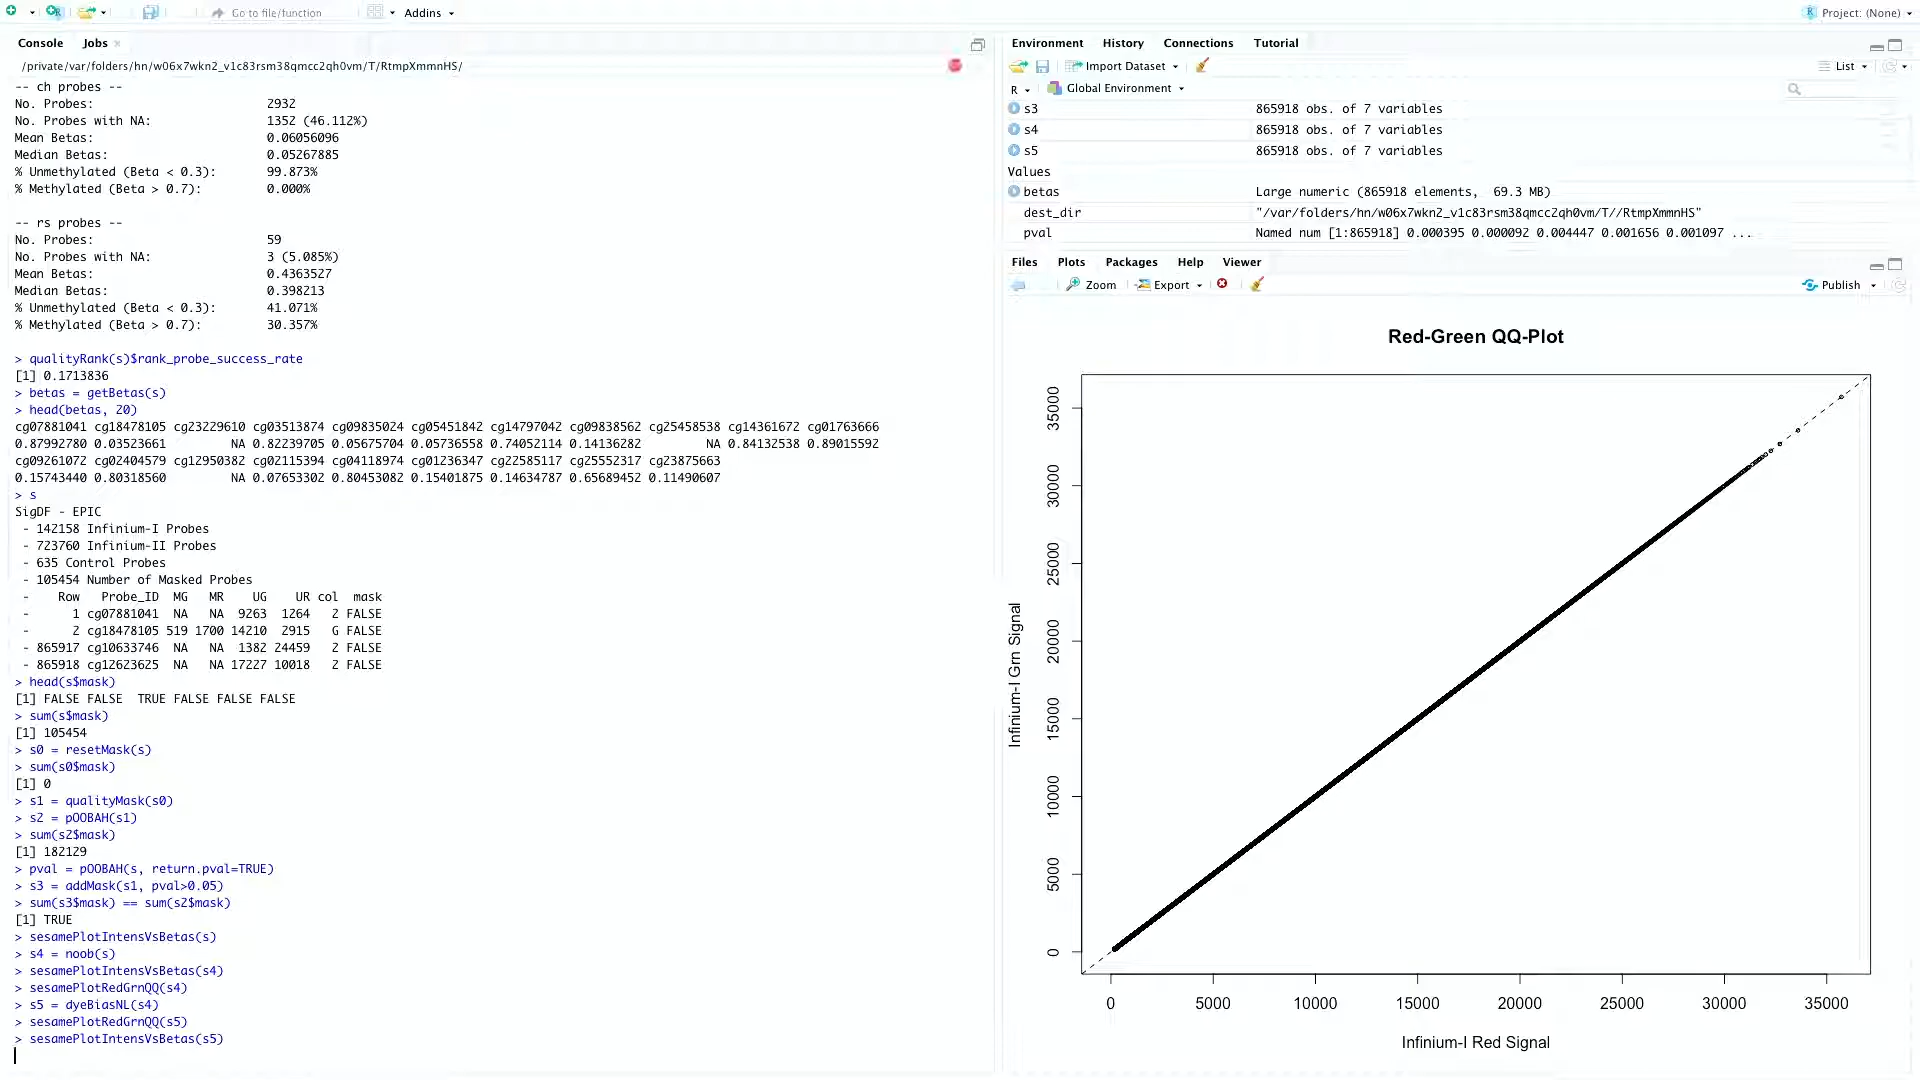 Go to file/function
Addins
Project: (None)
Console Jobs
/private/var/folders/hn/w06x7wkn2_v1c83rsm38qmcc2qh0vm/T/RtmpXmmnHS/
-- ch probes --
No. Probes: 2932
No. Probes with NA: 1352 (46.112%)
Mean Betas: 0.06056096
Median Betas: 0.05267885
% Unmethylated (Beta < 0.3): 99.873%
% Methylated (Beta > 0.7): 0.000%
-- rs probes --
No. Probes: 59
No. Probes with NA: 3 (5.085%)
Mean Betas: 0.4363527
Median Betas: 0.398213
% Unmethylated (Beta < 0.3): 41.071%
% Methylated (Beta > 0.7): 30.357%
> qualityRank(s)$rank_probe_success_rate
[1] 0.1713836
> betas = getBetas(s)
> head(betas, 20)
cg07881041 cg18478105 cg23229610 cg03513874 cg09835024 cg05451842 cg14797042 cg09838562 cg25458538 cg14361672 cg01763666
0.87992780 0.03523661 NA 0.82239705 0.05675704 0.05736558 0.74052114 0.14136282 NA 0.84132538 0.89015592
cg09261072 cg02404579 cg12950382 cg02115394 cg04118974 cg01236347 cg22585117 cg25552317 cg23875663
0.15743440 0.80318560 NA 0.07653302 0.80453082 0.15401875 0.14634787 0.65689452 0.11490607
> s
SigDF - EPIC
- 142158 Infinium-I Probes
- 723760 Infinium-II Probes
- 635 Control Probes
- 105454 Number of Masked Probes
- Row Probe_ID MG MR UG UR col mask
- 1 cg07881041 NA NA 9263 1264 2 FALSE
- 2 cg18478105 519 1700 14210 2915 G FALSE
- 865917 cg10633746 NA NA 1382 24459 2 FALSE
- 865918 cg12623625 NA NA 17227 10018 2 FALSE
> head(s$mask)
[1] FALSE FALSE TRUE FALSE FALSE FALSE
> sum(s$mask)
[1] 105454
> s0 = resetMask(s)
> sum(s0$mask)
[1] 0
> s1 = qualityMask(s0)
> s2 = pOOBAH(s1)
> sum(s2$mask)
[1] 182129
> pval = pOOBAH(s, return.pval=TRUE)
> s3 = addMask(s1, pval>0.05)
> sum(s3$mask) == sum(s2$mask)
[1] TRUE
> sesamePlotIntensVsBetas(s)
> s4 = noob(s)
> sesamePlotIntensVsBetas(s4)
> sesamePlotRedGrnQQ(s4)
> s5 = dyeBiasNL(s4)
> sesamePlotRedGrnQQ(s5)
> sesamePlotIntensVsBetas(s5)
Environment History Connections Tutorial
Import Dataset List
R Global Environment
s3 865918 obs. of 7 variables
s4 865918 obs. of 7 variables
s5 865918 obs. of 7 variables
Values
betas Large numeric (865918 elements, 69.3 MB)
dest_dir "/var/folders/hn/w06x7wkn2_v1c83rsm38qmcc2qh0vm/T//RtmpXmmnHS"
pval Named num [1:865918] 0.000395 0.000092 0.004447 0.001656 0.001097 ...
Files Plots Packages Help Viewer
Zoom Export Publish
Red-Green QQ-Plot
Infinium-I Grn Signal
35000
30000
25000
20000
15000
10000
5000
0
0 5000 10000 15000 20000 25000 30000 35000
Infinium-I Red Signal